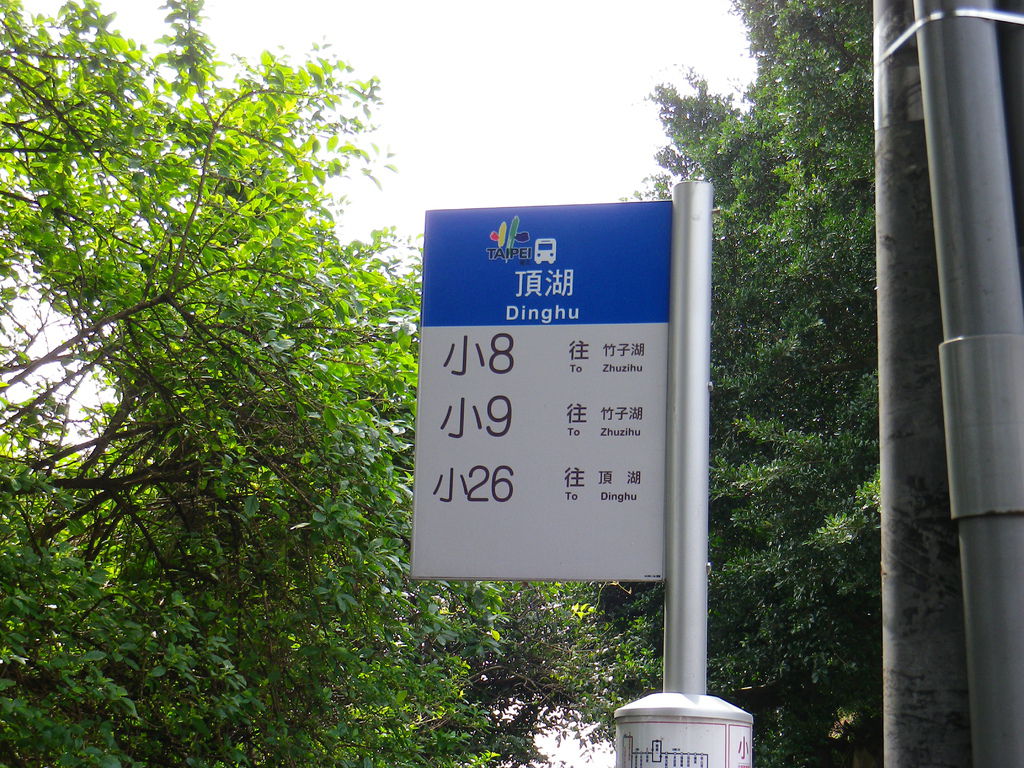 TAIPEI
頂湖
Dinghu
小8 往 竹子湖
To Zhuzihu
小9 往 竹子湖
To Zhuzihu
小26 往 頂 湖
To Dinghu
小